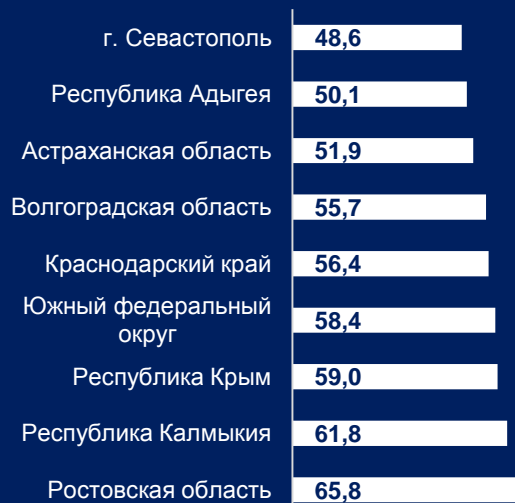 г. Севастополь 48,6
Республика Адыгея 50,1
Астраханская область 51,9
Волгоградская область 55,7
Краснодарский край 56,4
Южный федеральный
округ 58,4
Республика Крым 59,0
Республика Калмыкия 61,8
Ростовская область 65,8